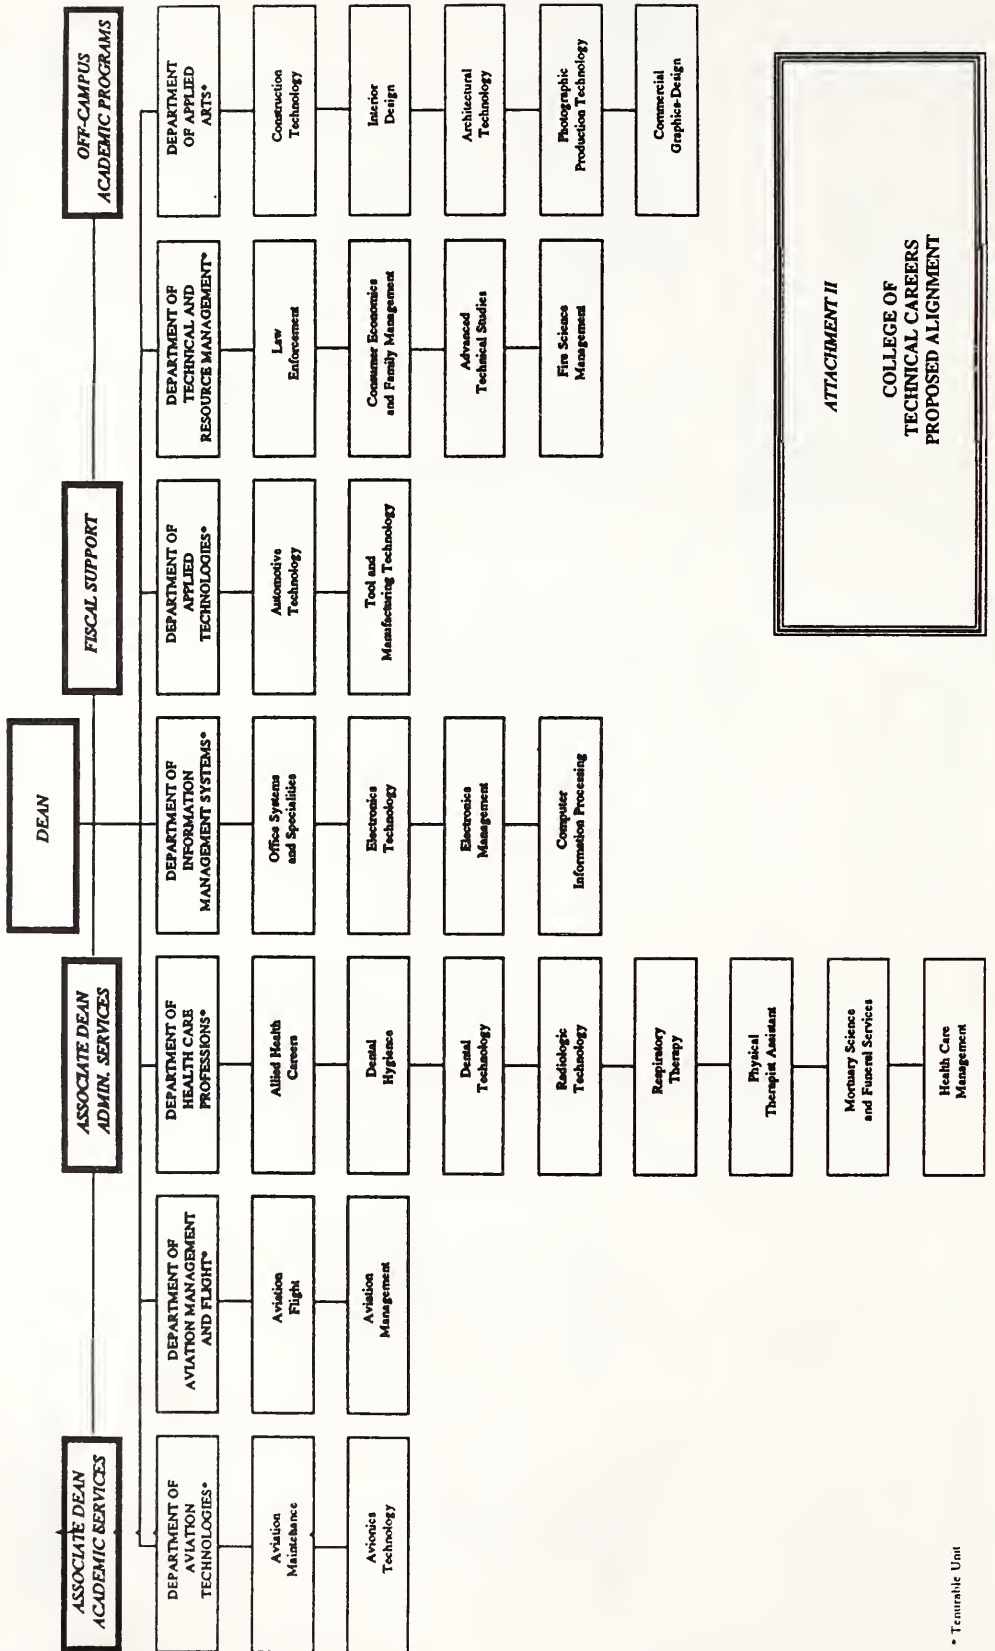 DEAN
ASSOCIATE DEAN
ACADEMIC SERVICES
ASSOCIATE DEAN
ADMIN. SERVICES
FISCAL SUPPORT
OFF-CAMPUS
ACADEMIC PROGRAMS
DEPARTMENT OF
AVIATION
TECHNOLOGIES*
Aviation
Maintenance
Avionics
Technology
DEPARTMENT OF
AVIATION MANAGEMENT
AND FLIGHT*
Aviation
Flight
Aviation
Management
DEPARTMENT OF
HEALTH CARE
PROFESSIONS*
Allied Health
Careers
Dental
Hygience
Dental
Technology
Radiologic
Technology
Respiratory
Therapy
Physical
Therapist Assistant
Mortuary Science
and Funeral Services
Health Care
Management
DEPARTMENT OF
INFORMATION
MANAGEMENT SYSTEMS*
Office Systems
and Specialities
Electronics
Technology
Electronics
Management
Computer
Information Processing
DEPARTMENT OF
APPLIED
TECHNOLOGIES*
Automotive
Technology
Tool and
Manufacturing Technology
DEPARTMENT OF
TECHNICAL AND
RESOURCE MANAGEMENT*
Law
Enforcement
Consumer Economics
and Family Management
Advanced
Technical Studies
Fire Science
Management
DEPARTMENT
OF APPLIED
ARTS*
Construction
Technology
Interior
Design
Architectural
Technology
Photographic
Production Technology
Commercial
Graphics-Design
ATTACHMENT II
COLLEGE OF
TECHNICAL CAREERS
PROPOSED ALIGNMENT
* Tenurable Unit